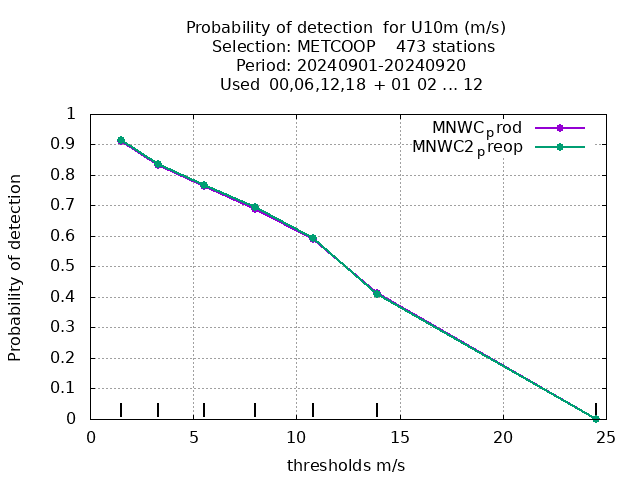 Probability of detection  for U10m (m/s)
Selection: METCOOP    473 stations
Period: 20240901-20240920
Used  00,06,12,18  + 01 02 ... 12
MNWCprod
MNWC2preop
1
0.9
0.8
0.7
0.6
0.5
0.4
0.3
0.2
0.1
0
Probability of detection
0 5 10 15 20 25
thresholds m/s